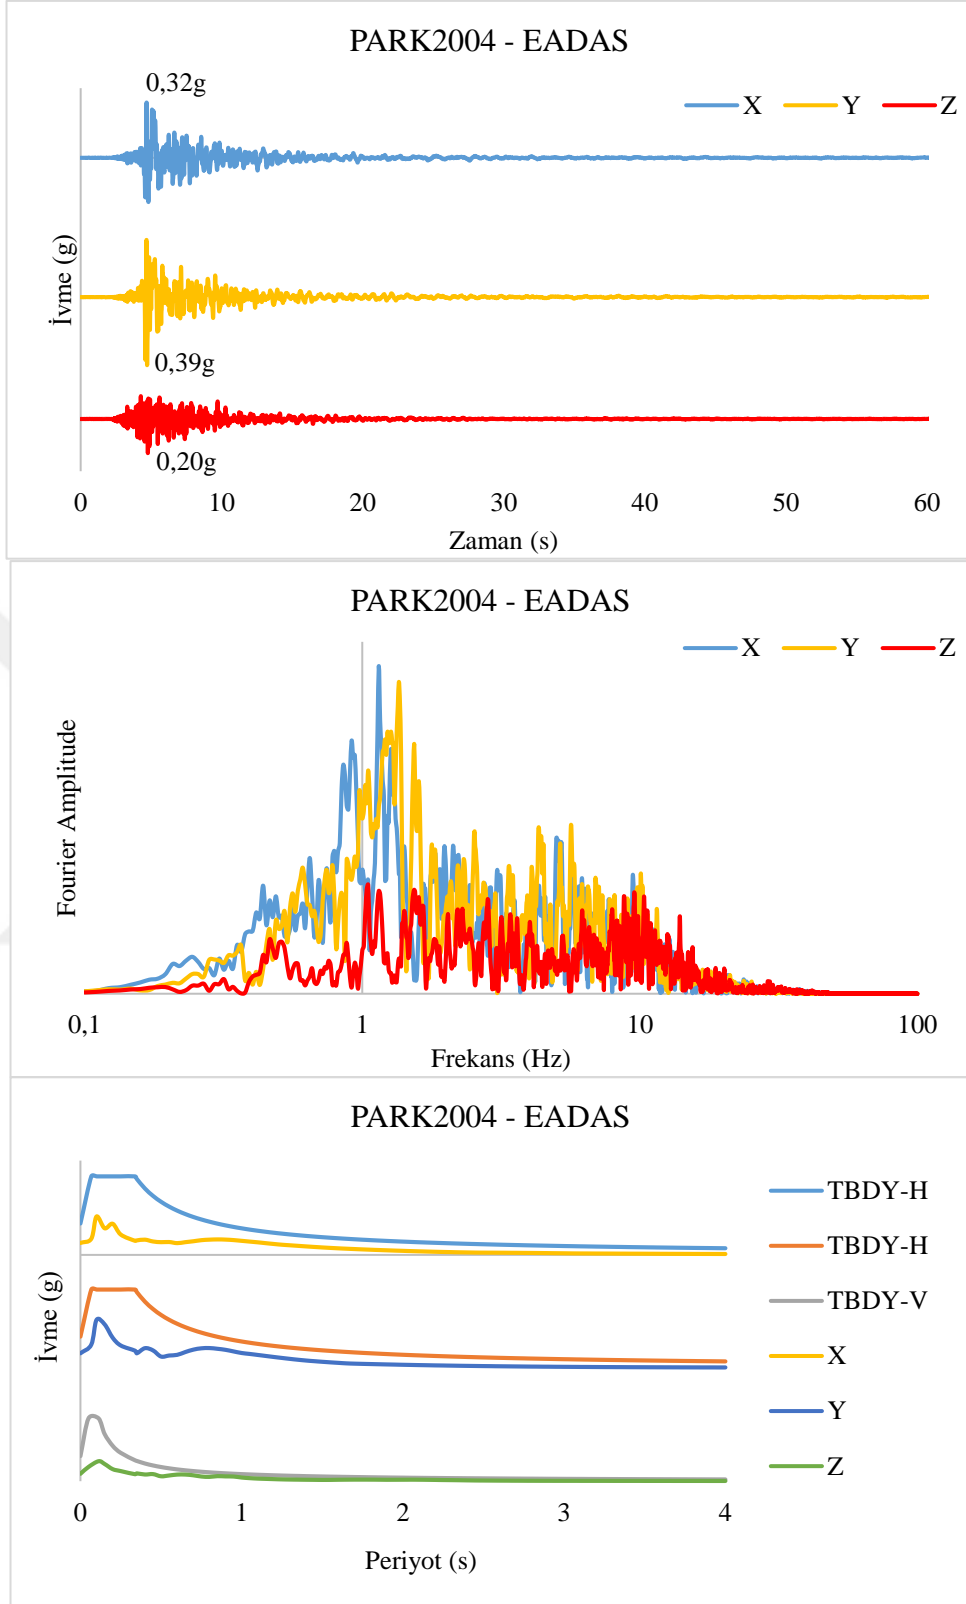 PARK2004 - EADAS
0,32g
X Y Z
İvme (g)
0,39g
0,20g
0 10 20 30 40 50 60
Zaman (s)
PARK2004 - EADAS
X Y Z
Fourier Amplitude
0,1 1 10 100
Frekans (Hz)
PARK2004 - EADAS
TBDY-H
TBDY-H
TBDY-V
X
Y
Z
İvme (g)
0 1 2 3 4
Periyot (s)